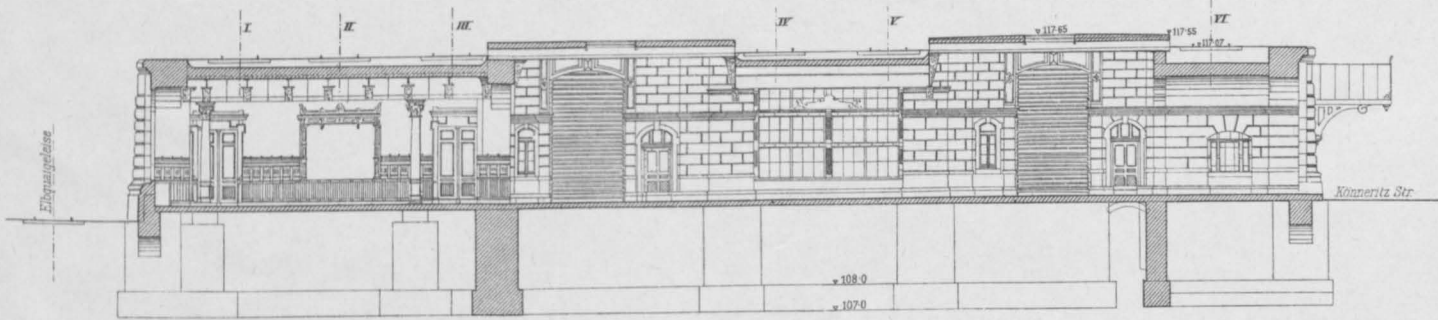 I.
II.
III.
IV.
V.
VI.
117·65
117·55
117·07
Elbquaigeleise
Könneritz Str.
108·0
107·0